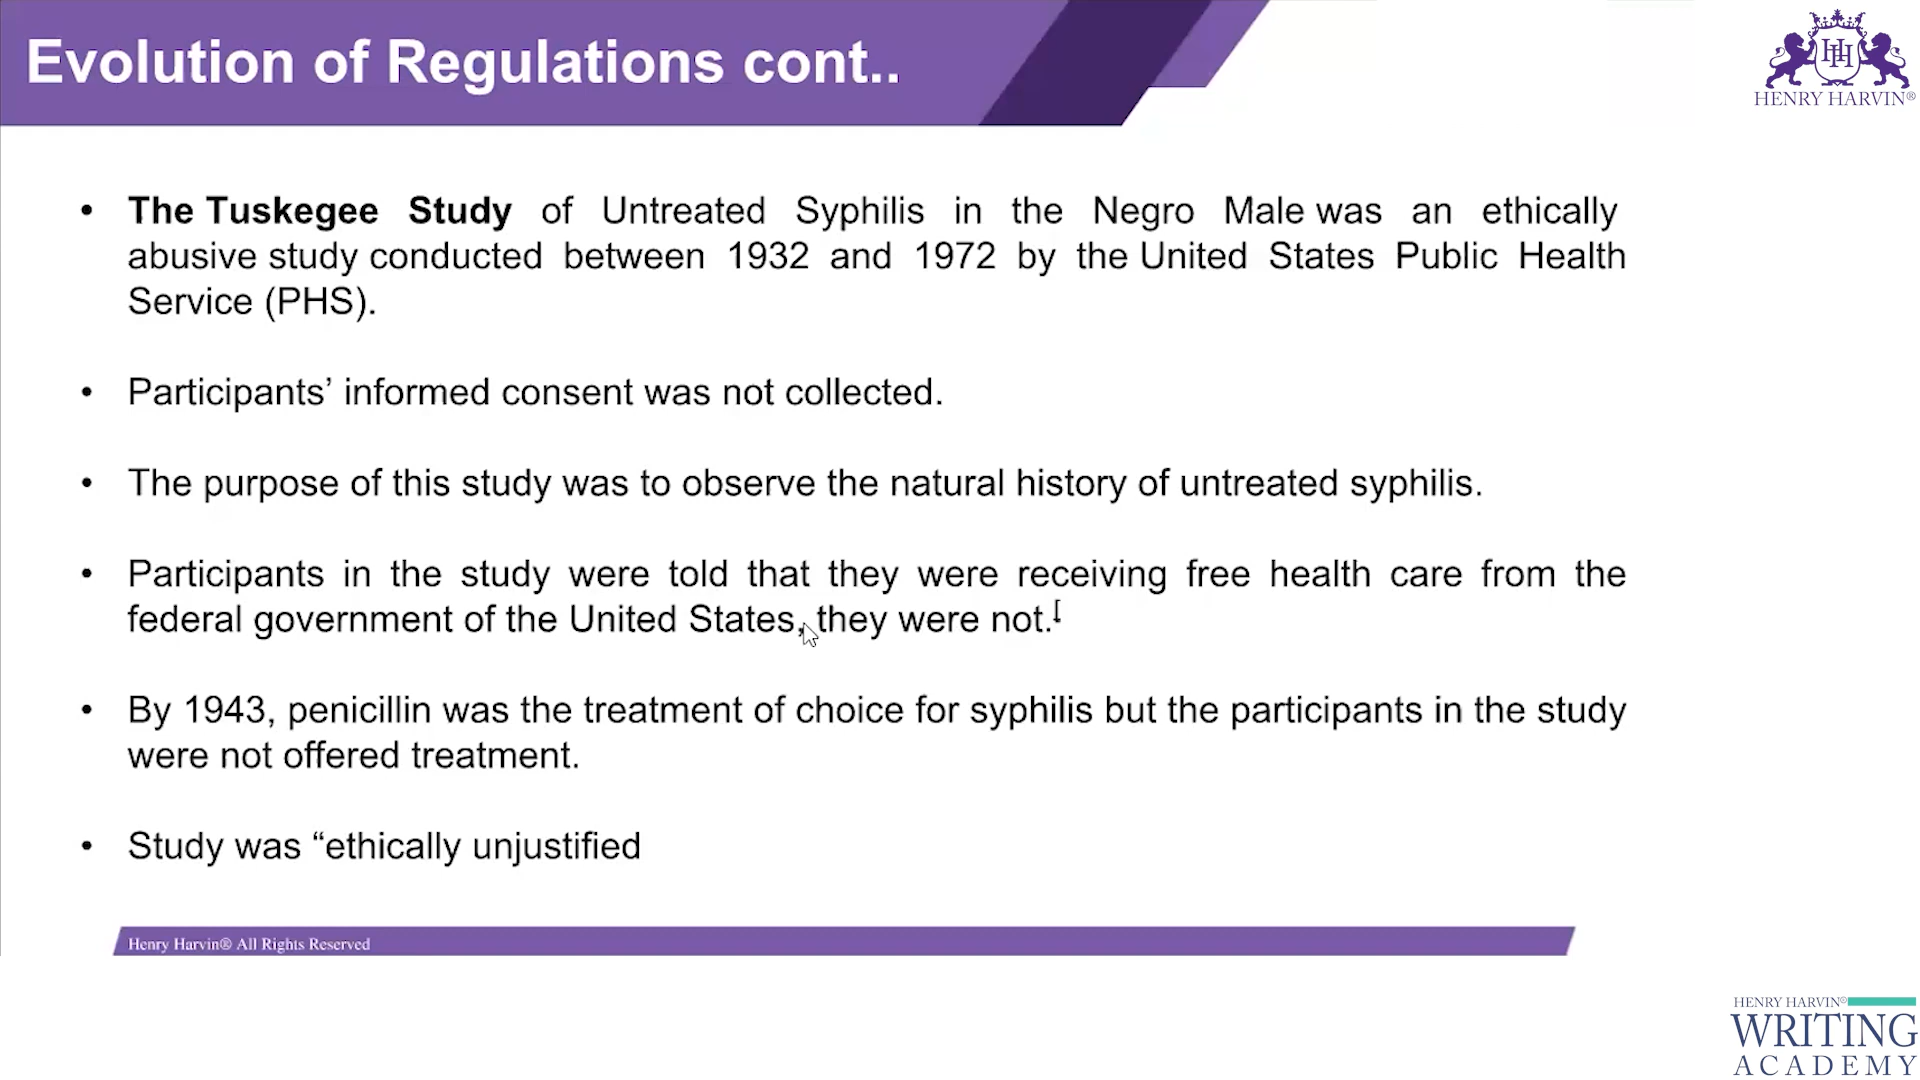 Evolution of Regulations cont..
HENRY HARVIN®
• The Tuskegee Study of Untreated Syphilis in the Negro Male was an ethically
abusive study conducted between 1932 and 1972 by the United States Public Health
Service (PHS).
• Participants’ informed consent was not collected.
• The purpose of this study was to observe the natural history of untreated syphilis.
• Participants in the study were told that they were receiving free health care from the
federal government of the United States, they were not.[
• By 1943, penicillin was the treatment of choice for syphilis but the participants in the study
were not offered treatment.
• Study was “ethically unjustified
Henry Harvin® All Rights Reserved
HENRY HARVIN®
WRITING
ACADEMY